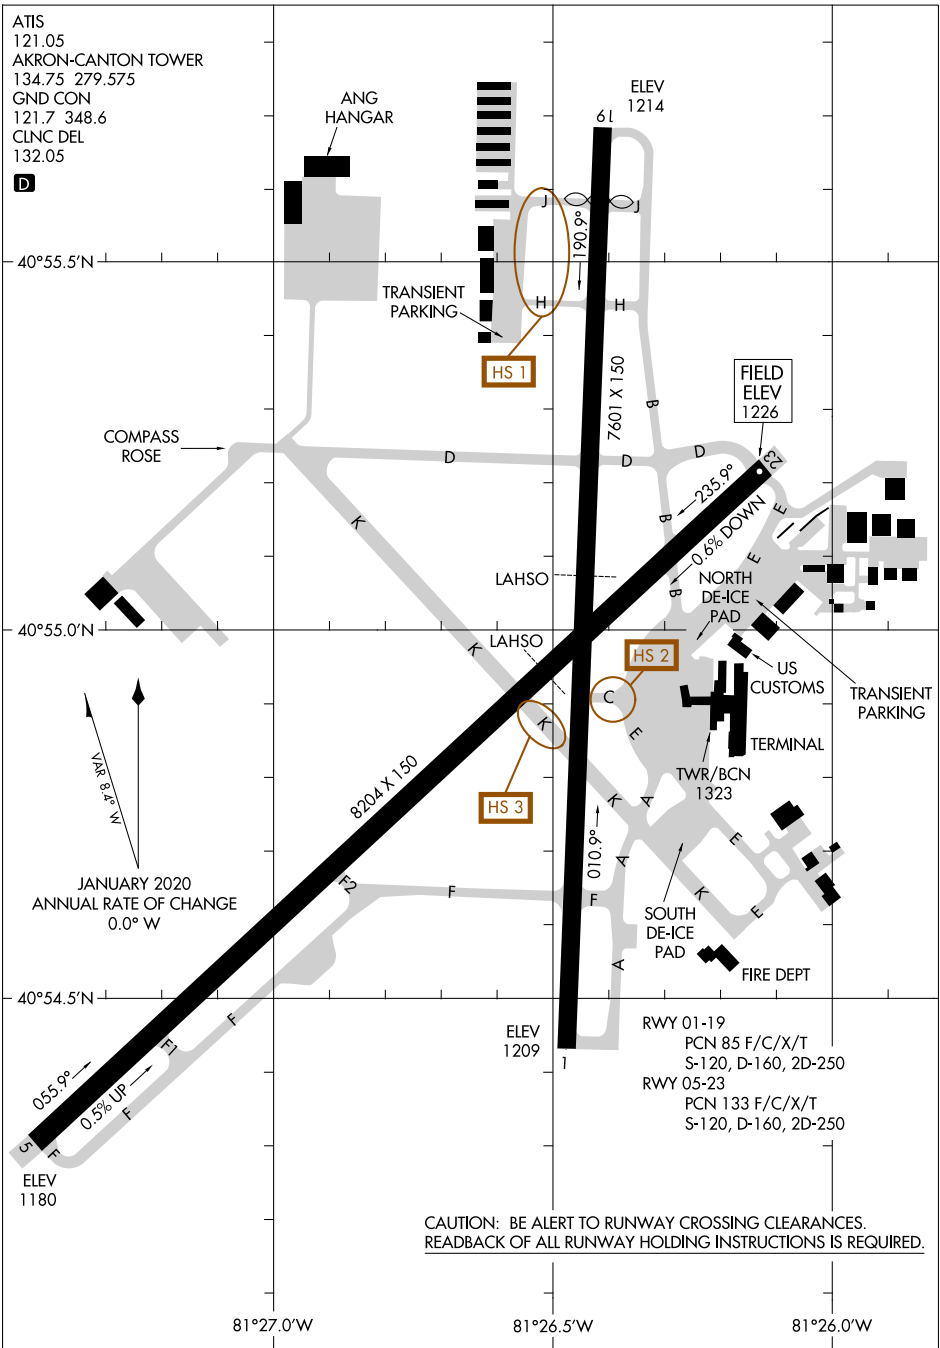 ATIS
121.05
AKRON-CANTON TOWER
134.75 279.575
GND CON
121.7 348.6
CLNC DEL
132.05
D
ANG
HANGAR
ELEV
1214
19
J
J
190.9°
40°55.5'N
TRANSIENT
PARKING
H
H
HS 1
7601 X 150
FIELD
ELEV
1226
B
COMPASS
ROSE
D
D
D
23
235.9°
0.6% DOWN
K
B
E
E
LAHSO
B
NORTH
DE-ICE
PAD
40°55.0'N
LAHSO
K
HS 2
US
CUSTOMS
TRANSIENT
PARKING
C
K
E
TERMINAL
TWR/BCN
1323
VAR 8.4° W
8204 X 150
HS 3
K
A
E
010.9°
A
JANUARY 2020
ANNUAL RATE OF CHANGE
0.0° W
F2
F
F
K
E
SOUTH
DE-ICE
PAD
A
FIRE DEPT
40°54.5'N
F
F1
ELEV
1209
1
RWY 01-19
PCN 85 F/C/X/T
S-120, D-160, 2D-250
RWY 05-23
PCN 133 F/C/X/T
S-120, D-160, 2D-250
055.9°
0.5% UP
F
5
F
ELEV
1180
CAUTION: BE ALERT TO RUNWAY CROSSING CLEARANCES.
READBACK OF ALL RUNWAY HOLDING INSTRUCTIONS IS REQUIRED.
81°27.0'W
81°26.5'W
81°26.0'W